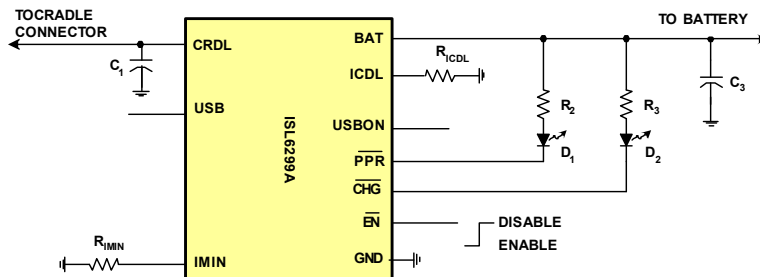 TOCRADLE
CONNECTOR
TO BATTERY
CRDL
BAT
C1
ICDL
RICDL
R2
R3
C3
USB
ISL6299A
USBON
PPR
D1
D2
CHG
EN
DISABLE
ENABLE
RIMIN
IMIN
GND